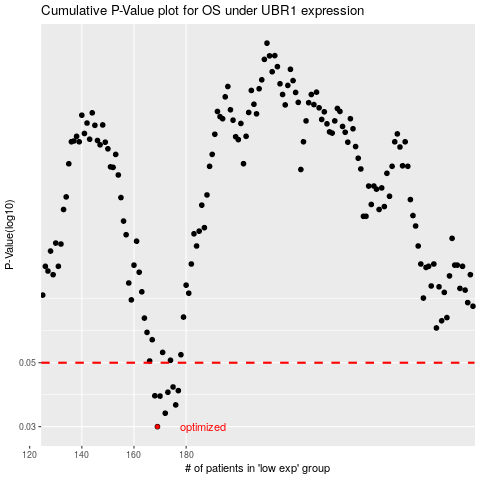 Cumulative P-Value plot for OS under UBR1 expression
P-Value(log10)
0.05
0.03
optimized
120 140 160 180
# of patients in 'low exp' group